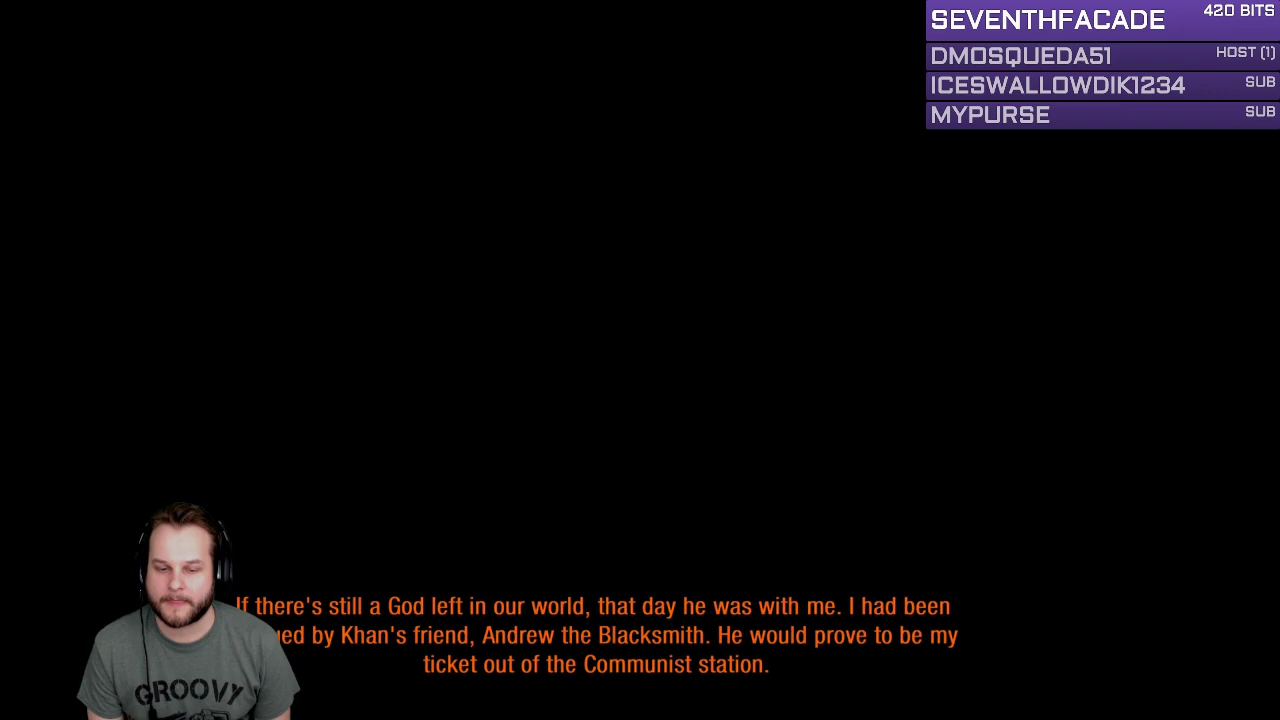 SEVENTHFACADE 420 BITS
DMOSQUEDA51 HOST (1)
ICESWALLOWDIK1234 SUB
MYPURSE SUB
If there's still a God left in our world, that day he was with me. I had been
by Khan's friend, Andrew the Blacksmith. He would prove to be my
ticket out of the Communist station.
GROOVY